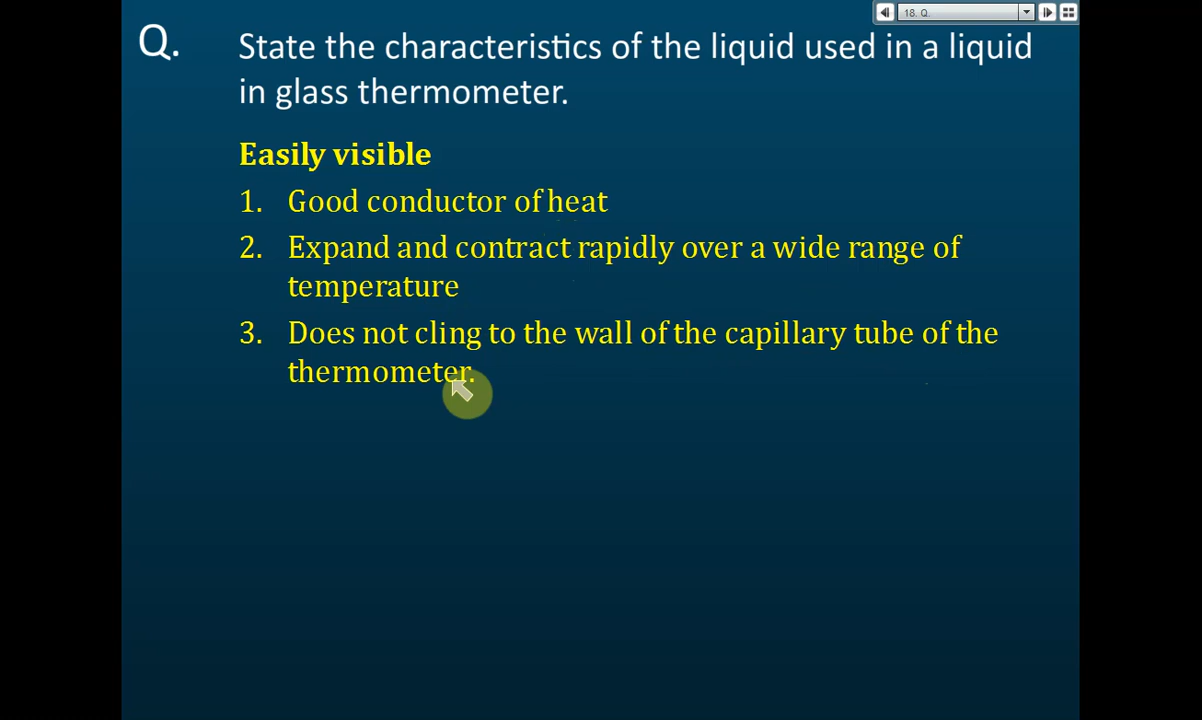 18. Q.
Q. State the characteristics of the liquid used in a liquid
in glass thermometer.
Easily visible
1. Good conductor of heat
2. Expand and contract rapidly over a wide range of
temperature
3. Does not cling to the wall of the capillary tube of the
thermometer.